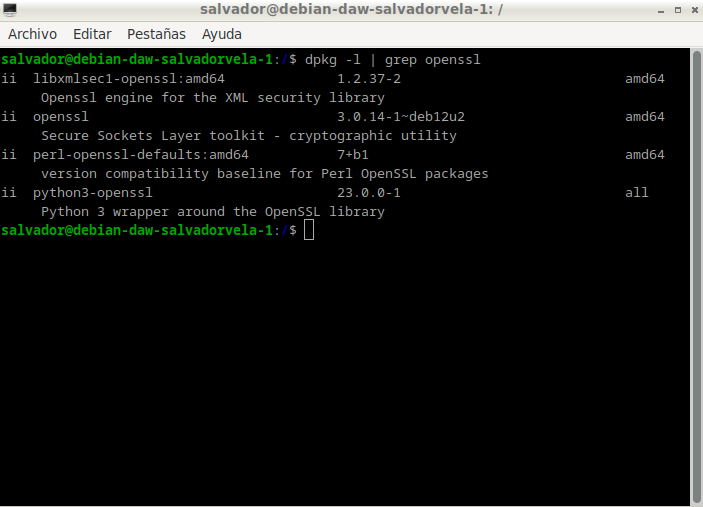 salvador@debian-daw-salvadorvela-1: /
Archivo Editar Pestañas Ayuda
salvador@debian-daw-salvadorvela-1:/$ dpkg -l | grep openssl
ii  libxmlsec1-openssl:amd64              1.2.37-2                            amd64
     Openssl engine for the XML security library
ii  openssl                               3.0.14-1~deb12u2                    amd64
     Secure Sockets Layer toolkit - cryptographic utility
ii  perl-openssl-defaults:amd64           7+b1                                amd64
     version compatibility baseline for Perl OpenSSL packages
ii  python3-openssl                       23.0.0-1                            all
     Python 3 wrapper around the OpenSSL library
salvador@debian-daw-salvadorvela-1:/$